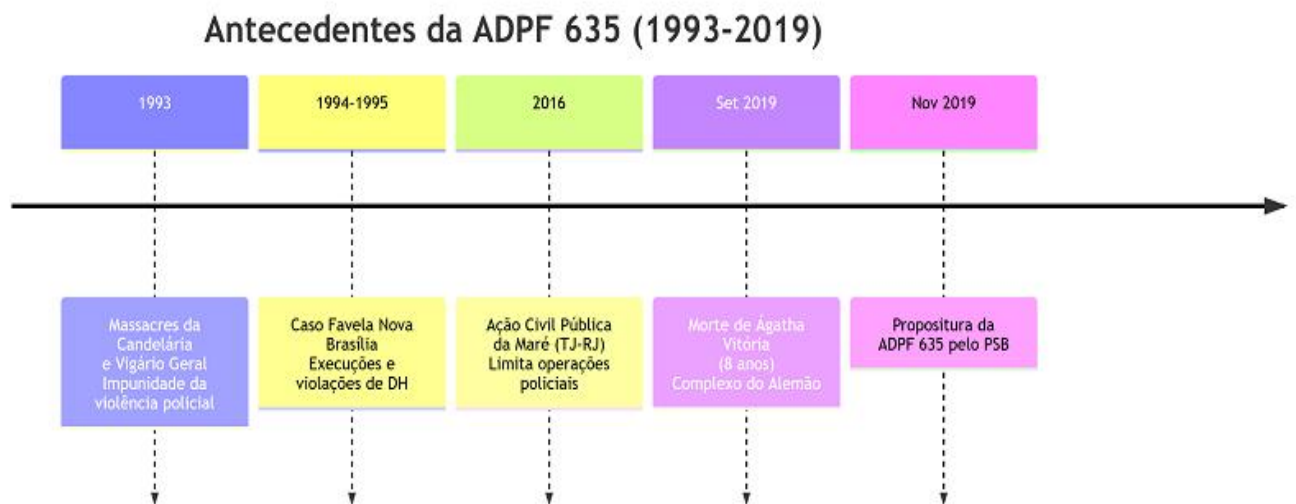 Antecedentes da ADPF 635 (1993-2019)
1993
1994-1995
2016
Set 2019
Nov 2019
Massacres da
Candelária
e Vigário Geral
Impunidade da
violência policial
Caso Favela Nova
Brasília
Execuções e
violações de DH
Ação Civil Pública
da Maré (TJ-RJ)
Limita operações
policiais
Morte de Ágatha
Vitória
(8 anos)
Complexo do Alemão
Propositura da
ADPF 635 pelo PSB